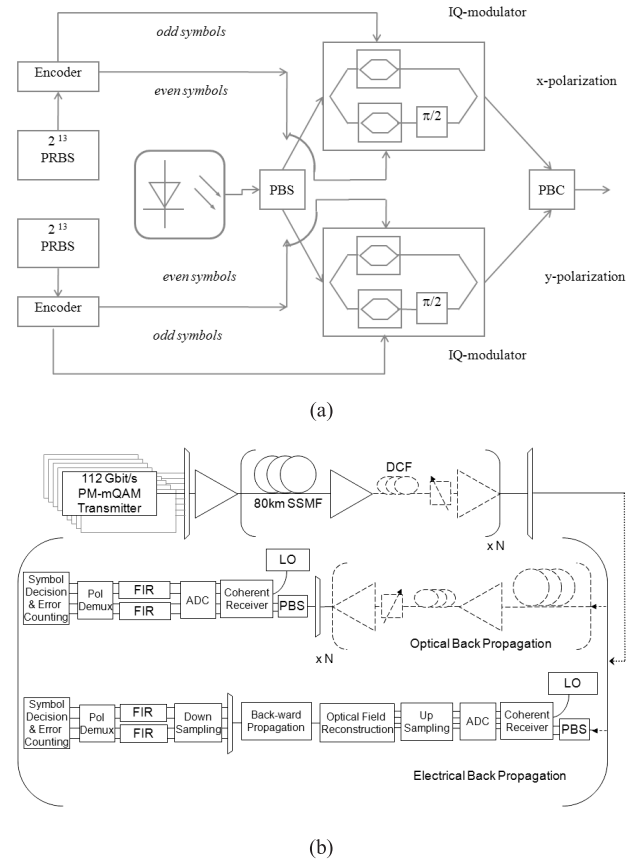 IQ-modulator
odd symbols
Encoder
even symbols
x-polarization
π/2
2 13
PRBS
PBS
PBC
2 13
PRBS
even symbols
π/2
y-polarization
Encoder
odd symbols
IQ-modulator
(a)
112 Gbit/s
PM-mQAM
Transmitter
80km SSMF
DCF
x N
LO
Symbol
Decision
& Error
Counting
Pol
Demux
FIR
FIR
ADC
Coherent
Receiver
PBS
x N
Optical Back Propagation
LO
Symbol
Decision
& Error
Counting
Pol
Demux
FIR
FIR
Down
Sampling
Back-ward
Propagation
Optical Field
Reconstruction
Up
Sampling
ADC
Coherent
Receiver
PBS
Electrical Back Propagation
(b)